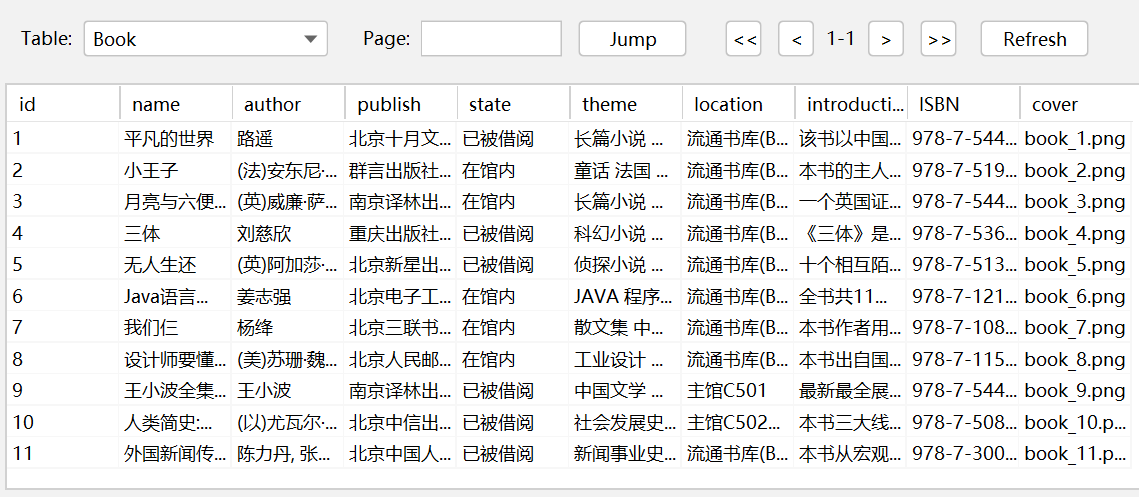 Table: Book Page: Jump << < 1-1 > >> Refresh
id name author publish state theme location introducti... ISBN cover
1 平凡的世界 路遥 北京十月文... 已被借阅 长篇小说 ... 流通书库(B... 该书以中国... 978-7-544... book_1.png
2 小王子 (法)安东尼·... 群言出版社... 在馆内 童话 法国 ... 流通书库(B... 本书的主人... 978-7-519... book_2.png
3 月亮与六便... (英)威廉·萨... 南京译林出... 在馆内 长篇小说 ... 流通书库(B... 一个英国证... 978-7-544... book_3.png
4 三体 刘慈欣 重庆出版社... 已被借阅 科幻小说 ... 流通书库(B... 《三体》是... 978-7-536... book_4.png
5 无人生还 (英)阿加莎·... 北京新星出... 已被借阅 侦探小说 ... 流通书库(B... 十个相互陌... 978-7-513... book_5.png
6 Java语言... 姜志强 北京电子工... 在馆内 JAVA 程序... 流通书库(B... 全书共11... 978-7-121... book_6.png
7 我们仨 杨绛 北京三联书... 在馆内 散文集 中... 流通书库(B... 本书作者用... 978-7-108... book_7.png
8 设计师要懂... (美)苏珊·魏... 北京人民邮... 在馆内 工业设计 ... 流通书库(B... 本书出自国... 978-7-115... book_8.png
9 王小波全集... 王小波 南京译林出... 已被借阅 中国文学 ... 主馆C501 最新最全展... 978-7-544... book_9.png
10 人类简史:... (以)尤瓦尔·... 北京中信出... 已被借阅 社会发展史... 主馆C502... 本书三大线... 978-7-508... book_10.p...
11 外国新闻传... 陈力丹, 张... 北京中国人... 已被借阅 新闻事业史... 流通书库(B... 本书从宏观... 978-7-300... book_11.p...